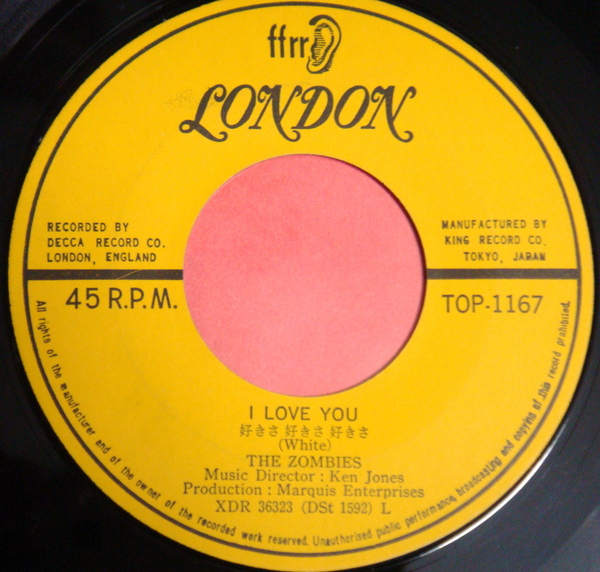 ffrr
LONDON
RECORDED BY
DECCA RECORD CO.
LONDON, ENGLAND
MANUFACTURED BY
KING RECORD CO.
TOKYO, JAPAN
45 R.P.M.
TOP-1167
I LOVE YOU
好きさ 好きさ 好きさ
(White)
THE ZOMBIES
Music Director : Ken Jones
Production : Marquis Enterprises
XDR 36323 (DSt 1592) L
All rights of the manufacturer and of the owner of the recorded work reserved. Unauthorised public performance, broadcasting and copying of this record prohibited.